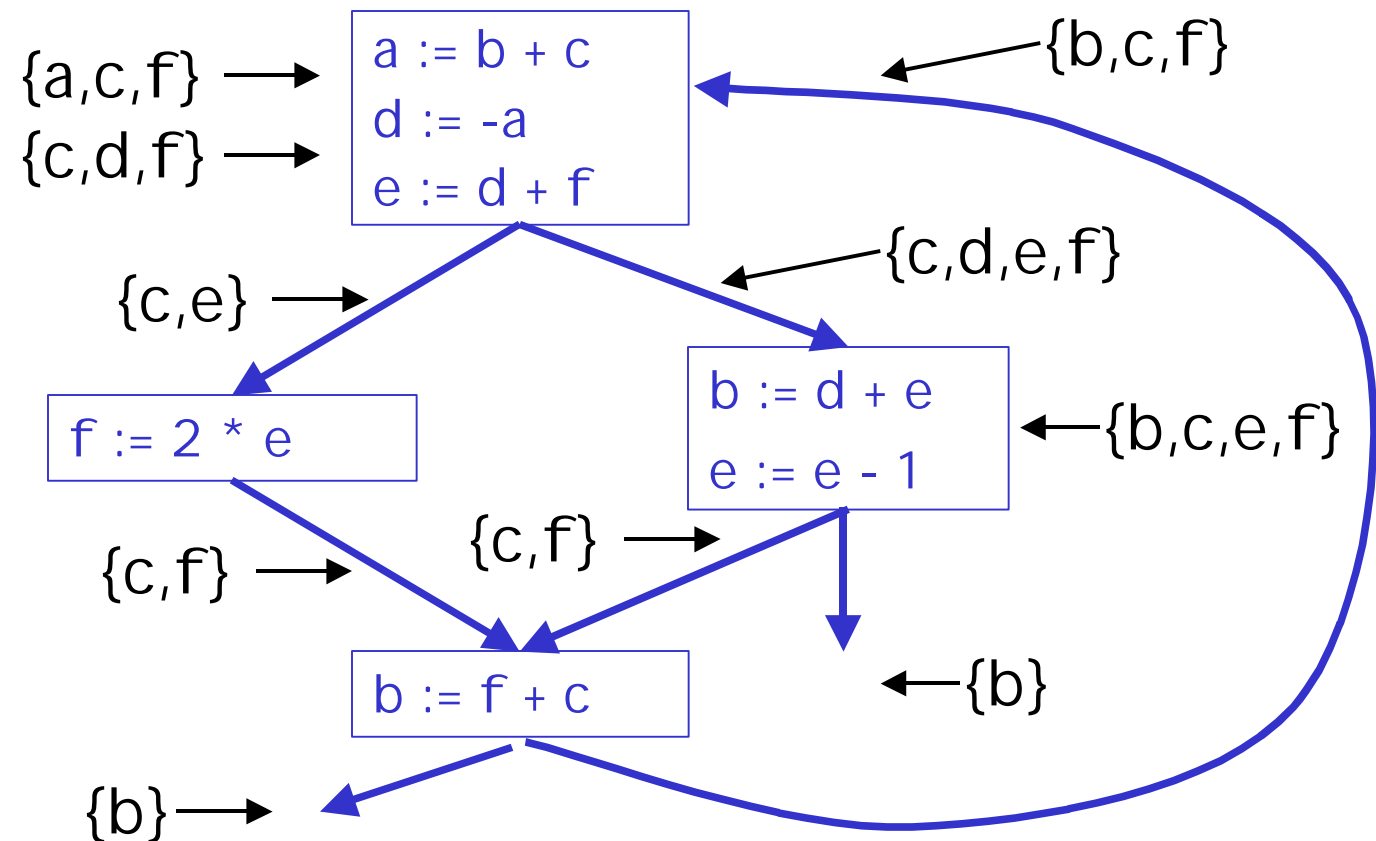 a := b + c
d := -a
e := d + f
{b,c,f}
{a,c,f}
{c,d,f}
{c,d,e,f}
{c,e}
b := d + e
e := e - 1
{b,c,e,f}
f := 2 * e
{c,f}
{c,f}
b := f + c
{b}
{b}